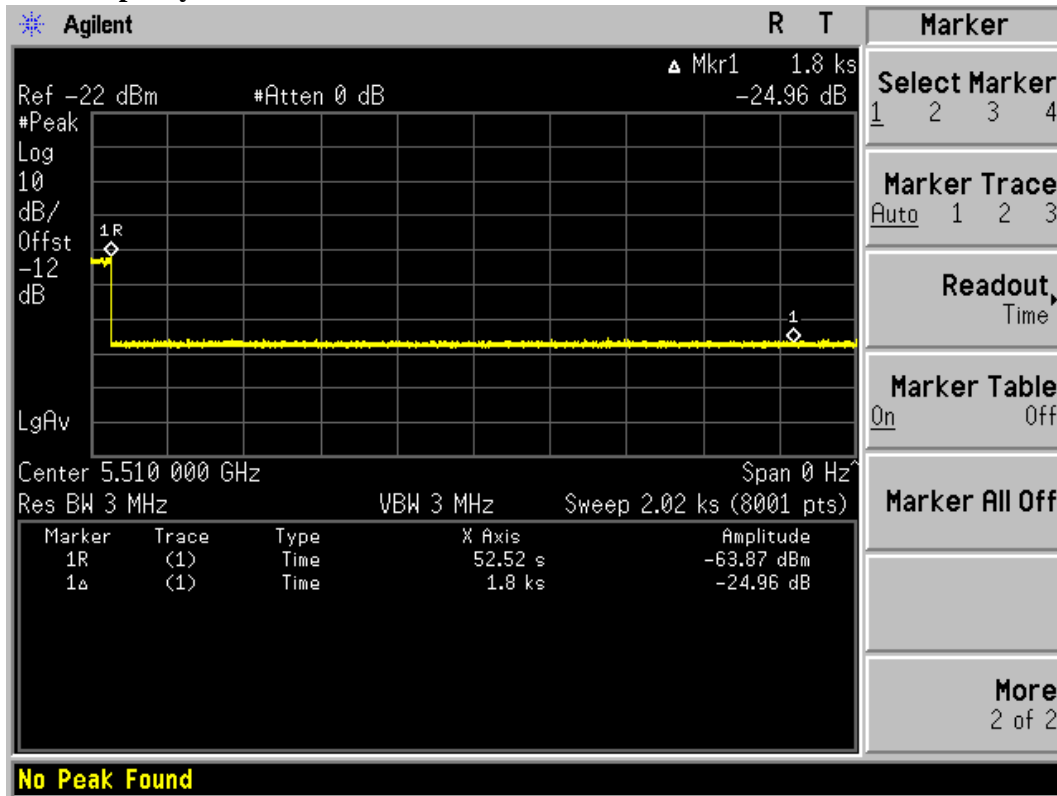 Agilent R T
Marker
▵ Mkr1 1.8 ks
Ref -22 dBm #Atten 0 dB -24.96 dB
#Peak
Log
10
dB/
Offst
-12
dB
1R
1
LgAv
Center 5.510 000 GHz Span 0 Hz^
Res BW 3 MHz VBW 3 MHz Sweep 2.02 ks (8001 pts)
Marker Trace Type X Axis Amplitude
1R (1) Time 52.52 s -63.87 dBm
1▵ (1) Time 1.8 ks -24.96 dB
Select Marker
1 2 3 4
Marker Trace
Auto 1 2 3
Readout
Time
Marker Table
On Off
Marker All Off
More
2 of 2
No Peak Found